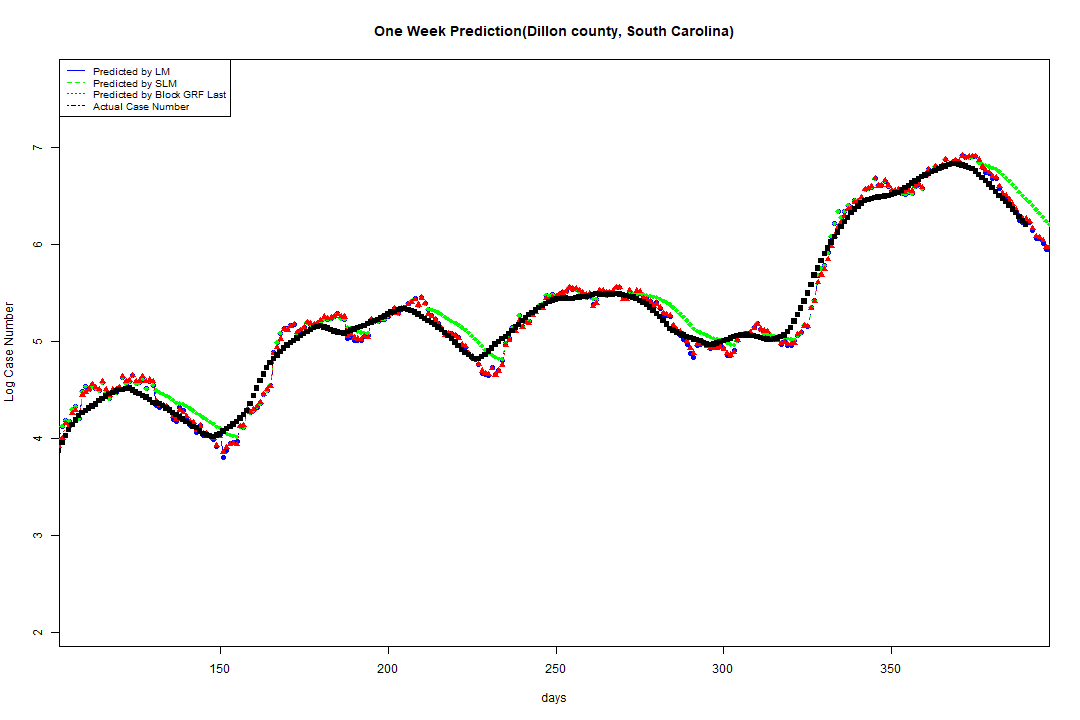 One Week Prediction(Dillon county, South Carolina)
Predicted by LM
Predicted by SLM
Predicted by Block GRF Last
Actual Case Number
Log Case Number
7
6
5
4
3
2
150 200 250 300 350
days